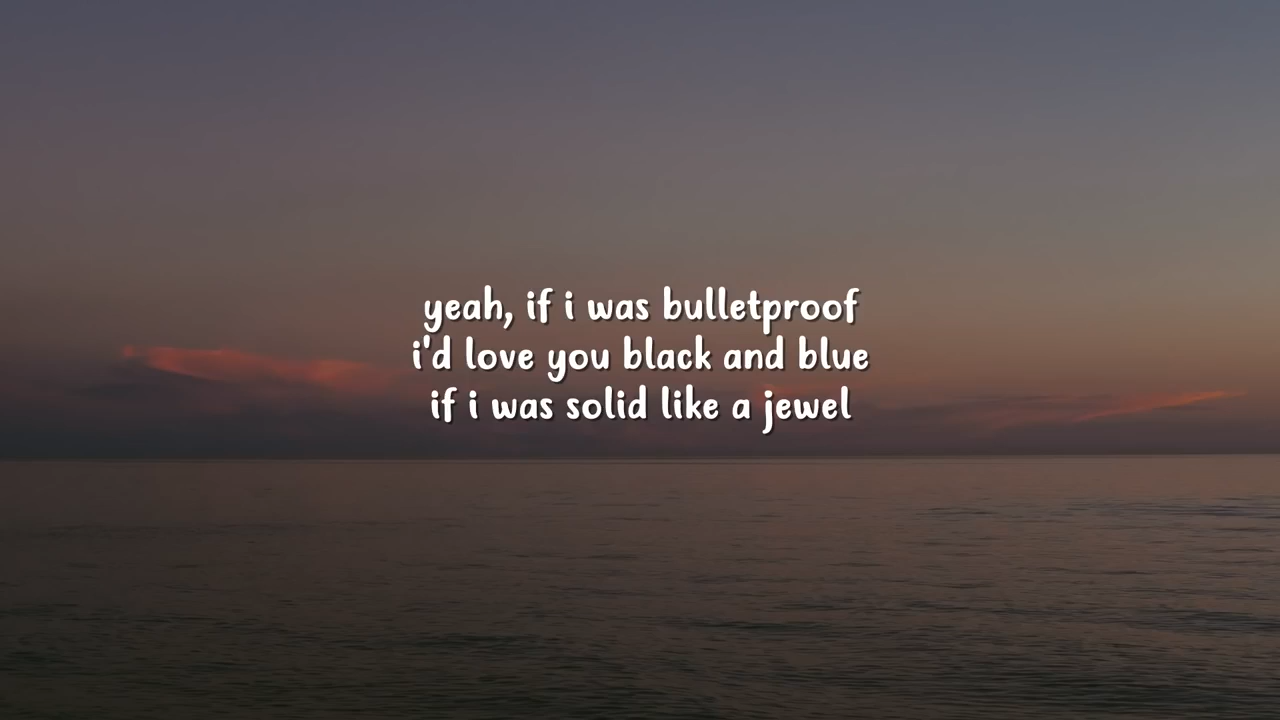 yeah, if i was bulletproof
i'd love you black and blue
if i was solid like a jewel